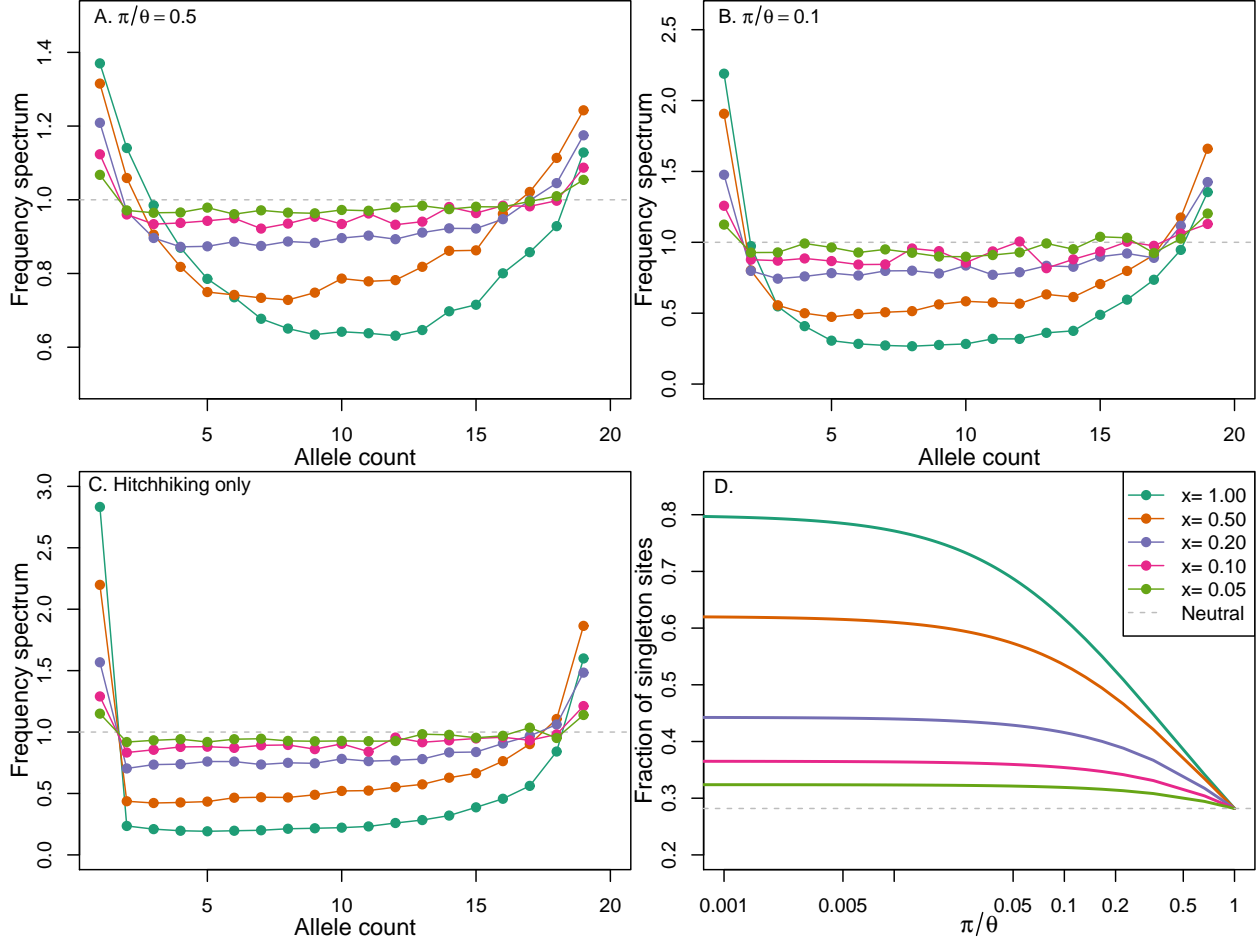 A. π/θ = 0.5
Frequency spectrum
1.4
1.2
1.0
0.8
0.6
5
10
15
20
Allele count
B. π/θ = 0.1
Frequency spectrum
2.5
2.0
1.5
1.0
0.5
0.0
5
10
15
20
Allele count
C. Hitchhiking only
Frequency spectrum
3.0
2.5
2.0
1.5
1.0
0.5
0.0
5
10
15
20
Allele count
D.
Fraction of singleton sites
0.8
0.7
0.6
0.5
0.4
0.3
0.2
0.001
0.005
0.05
0.1
0.2
0.5
1
π/θ
x= 1.00
x= 0.50
x= 0.20
x= 0.10
x= 0.05
Neutral